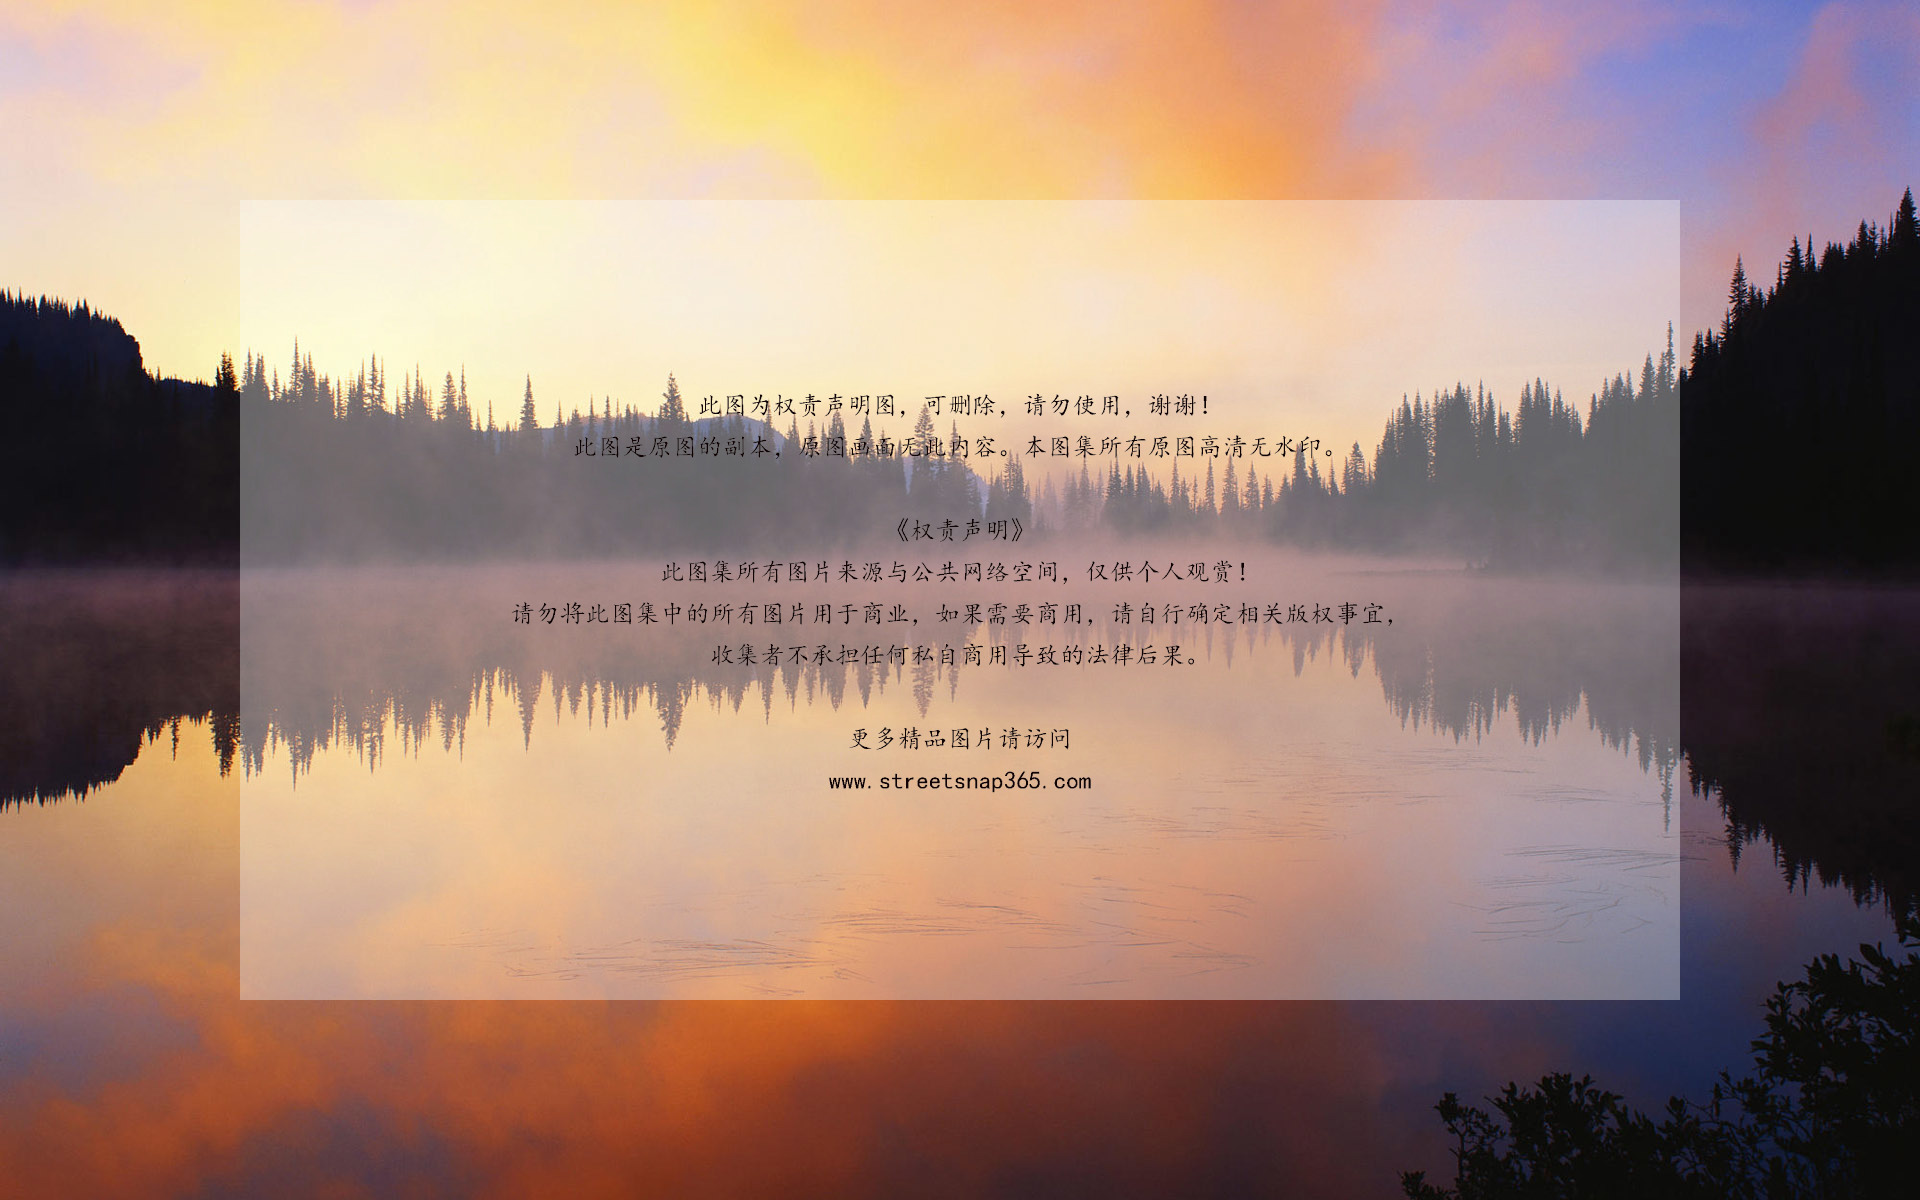 此图为权责声明图，可删除，请勿使用，谢谢！
此图是原图的副本，原图画面无此内容。本图集所有原图高清无水印。
《权责声明》
此图集所有图片来源与公共网络空间，仅供个人观赏！
请勿将此图集中的所有图片用于商业，如果需要商用，请自行确定相关版权事宜，
收集者不承担任何私自商用导致的法律后果。
更多精品图片请访问
www.streetsnap365.com